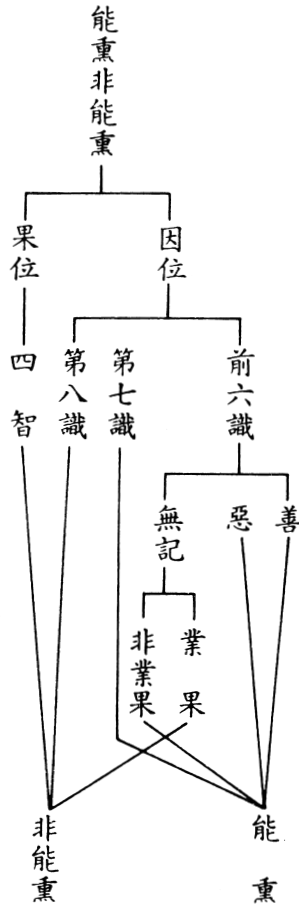 能熏非能熏
因位
果位
前六識
第七識
第八識
四智
善
惡
無記
業果
非業果
能熏
非能熏